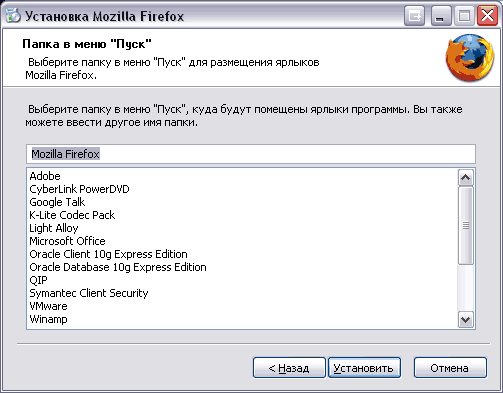 Установка Mozilla Firefox
Папка в меню "Пуск"
Выберите папку в меню "Пуск" для размещения ярлыков
Mozilla Firefox.
Выберите папку в меню "Пуск", куда будут помещены ярлыки программы. Вы также
можете ввести другое имя папки.
Mozilla Firefox
Adobe
CyberLink PowerDVD
Google Talk
K-Lite Codec Pack
Light Alloy
Microsoft Office
Oracle Client 10g Express Edition
Oracle Database 10g Express Edition
QIP
Symantec Client Security
VMware
Winamp
< Назад Установить Отмена